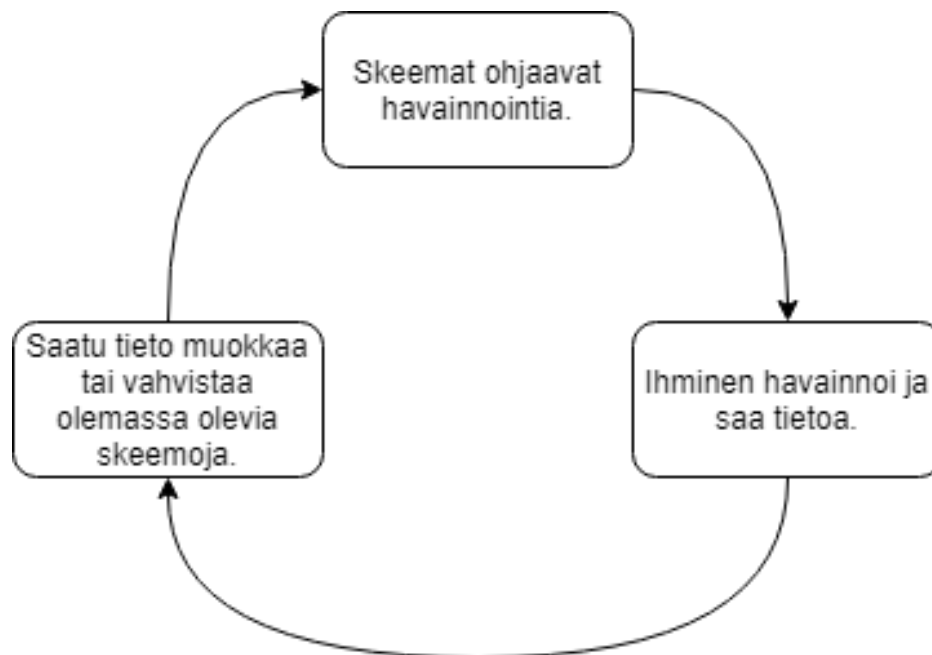 Skeemat ohjaavat
havainnointia.
Ihminen havainnoi ja
saa tietoa.
Saatu tieto muokkaa
tai vahvistaa
olemassa olevia
skeemoja.